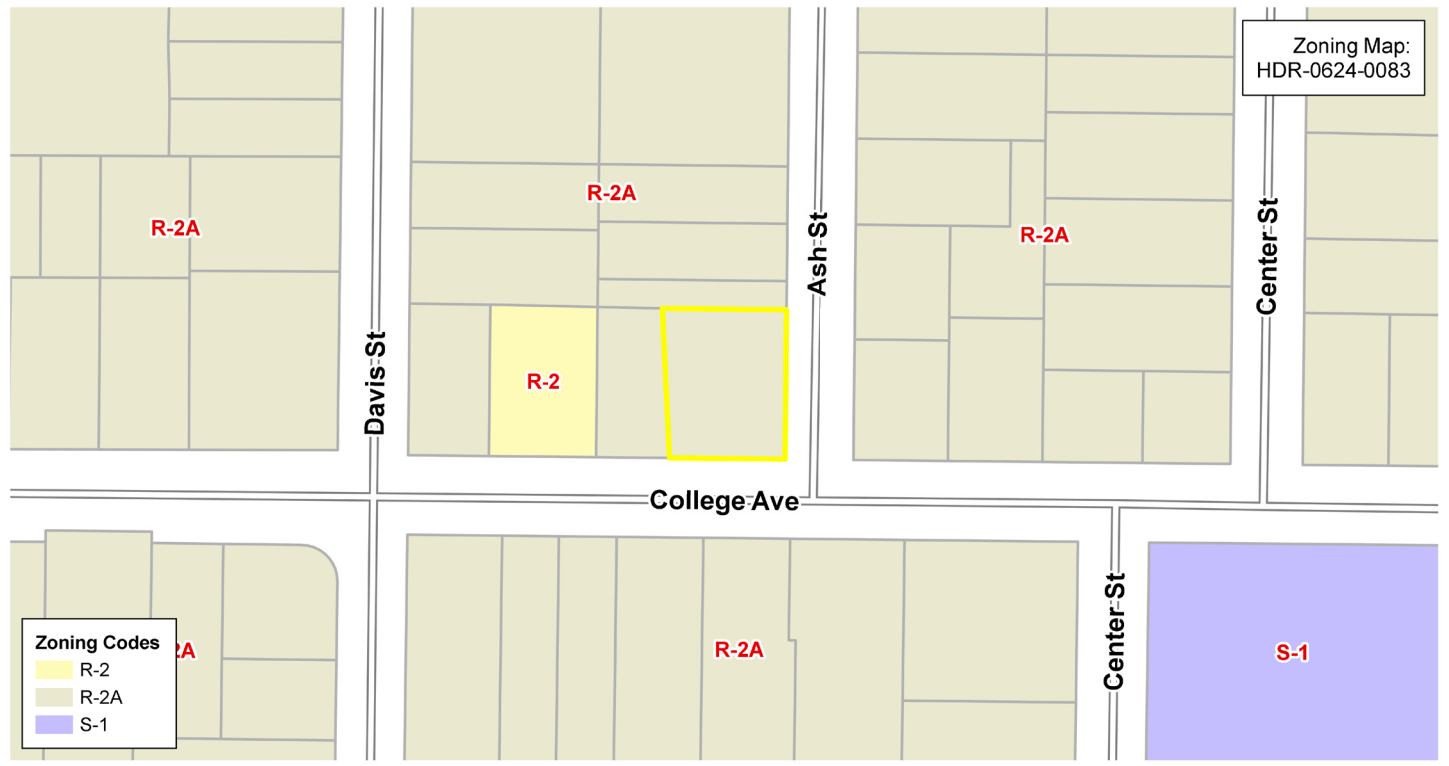 Zoning Map:
HDR-0624-0083
R-2A
R-2A
R-2A
Ash St
Center St
Davis St
R-2
College Ave
Center St
R-2A
S-1
2A
Zoning Codes
R-2
R-2A
S-1